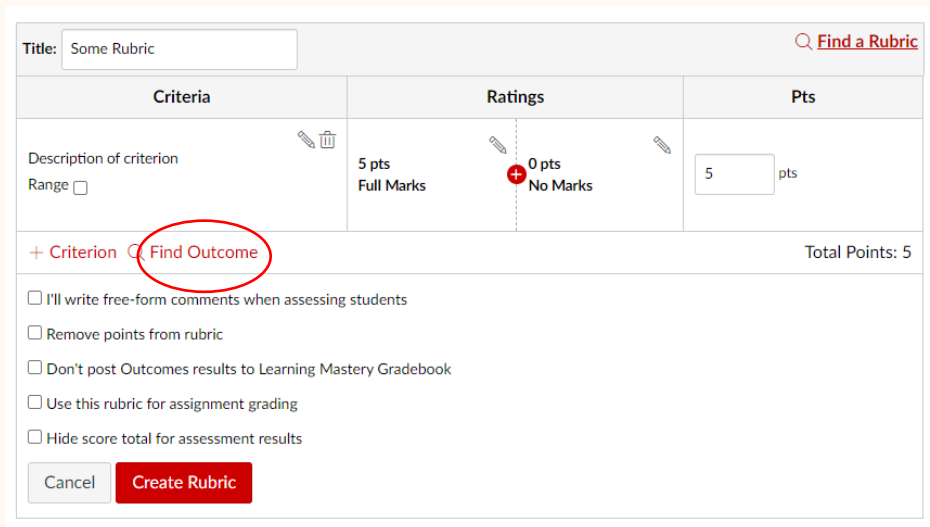 Title: Some Rubric
Find a Rubric
Criteria Ratings Pts
Description of criterion
Range
5 pts
Full Marks
0 pts
No Marks
5 pts
+ Criterion Find Outcome Total Points: 5
I'll write free-form comments when assessing students
Remove points from rubric
Don't post Outcomes results to Learning Mastery Gradebook
Use this rubric for assignment grading
Hide score total for assessment results
Cancel Create Rubric